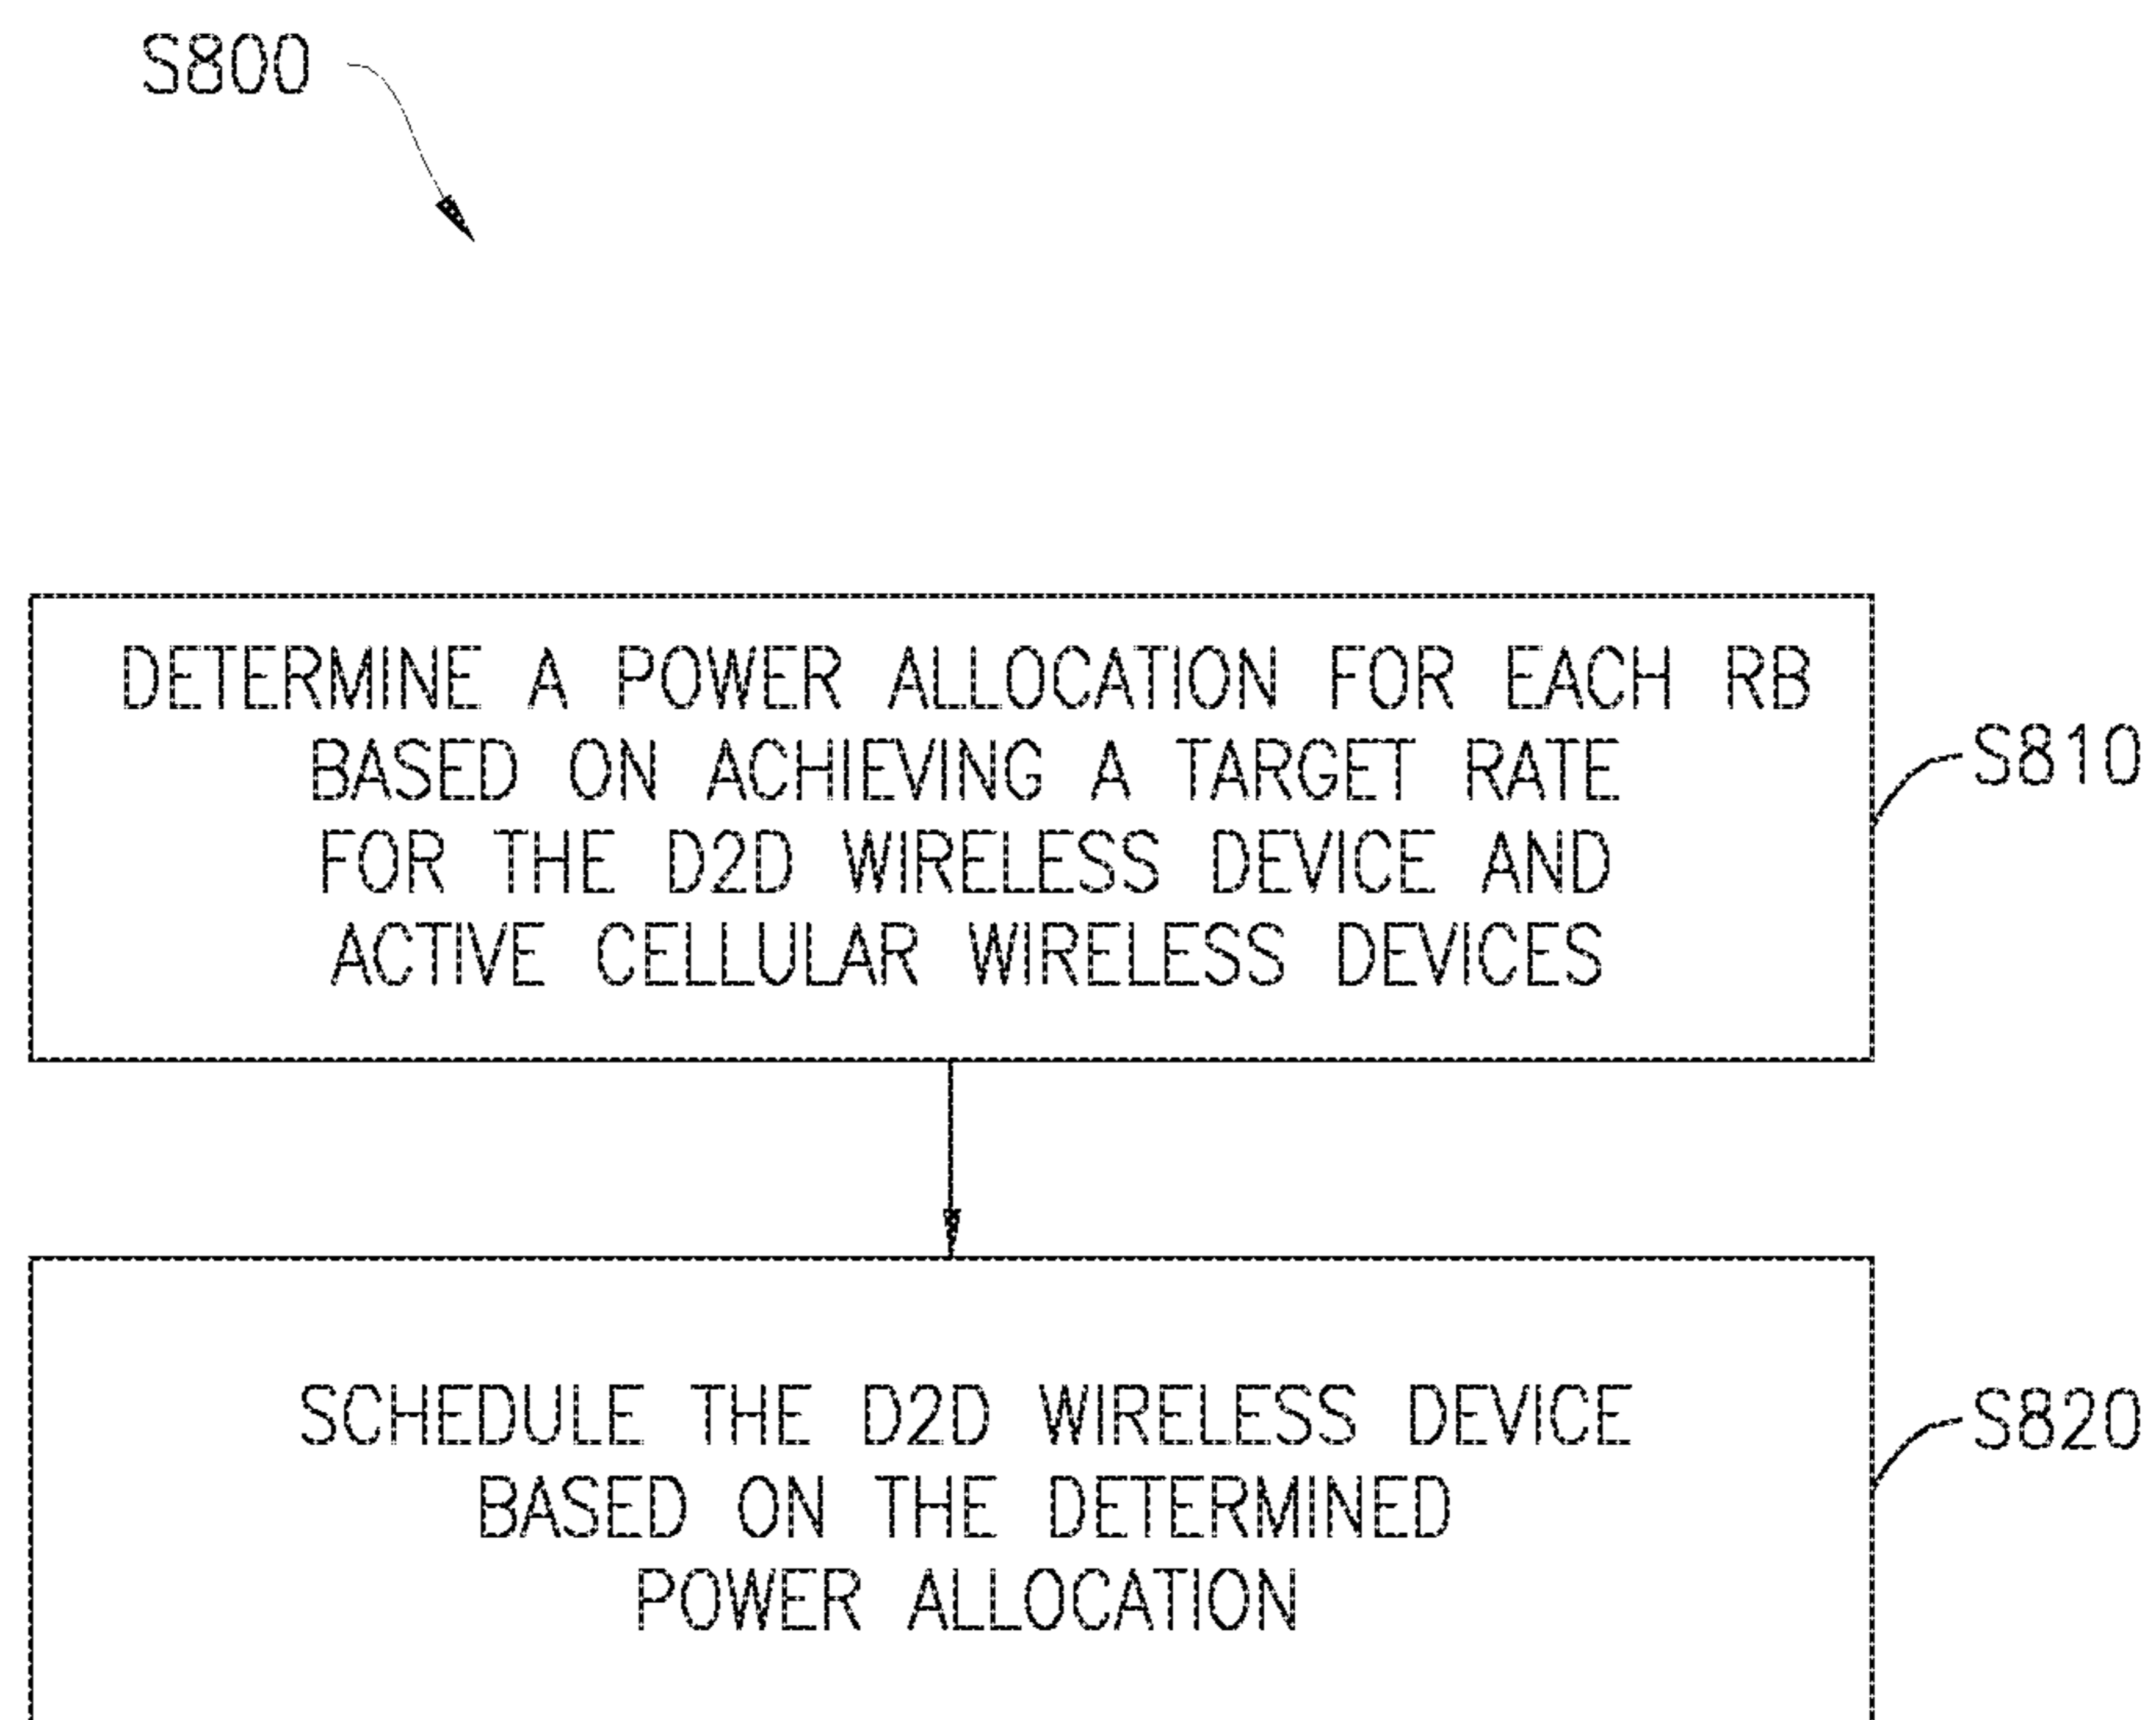 S800
DETERMINE A POWER ALLOCATION FOR EACH RB
BASED ON ACHIEVING A TARGET RATE
FOR THE D2D WIRELESS DEVICE AND
ACTIVE CELLULAR WIRELESS DEVICES
S810
SCHEDULE THE D2D WIRELESS DEVICE
BASED ON THE DETERMINED
POWER ALLOCATION
S820